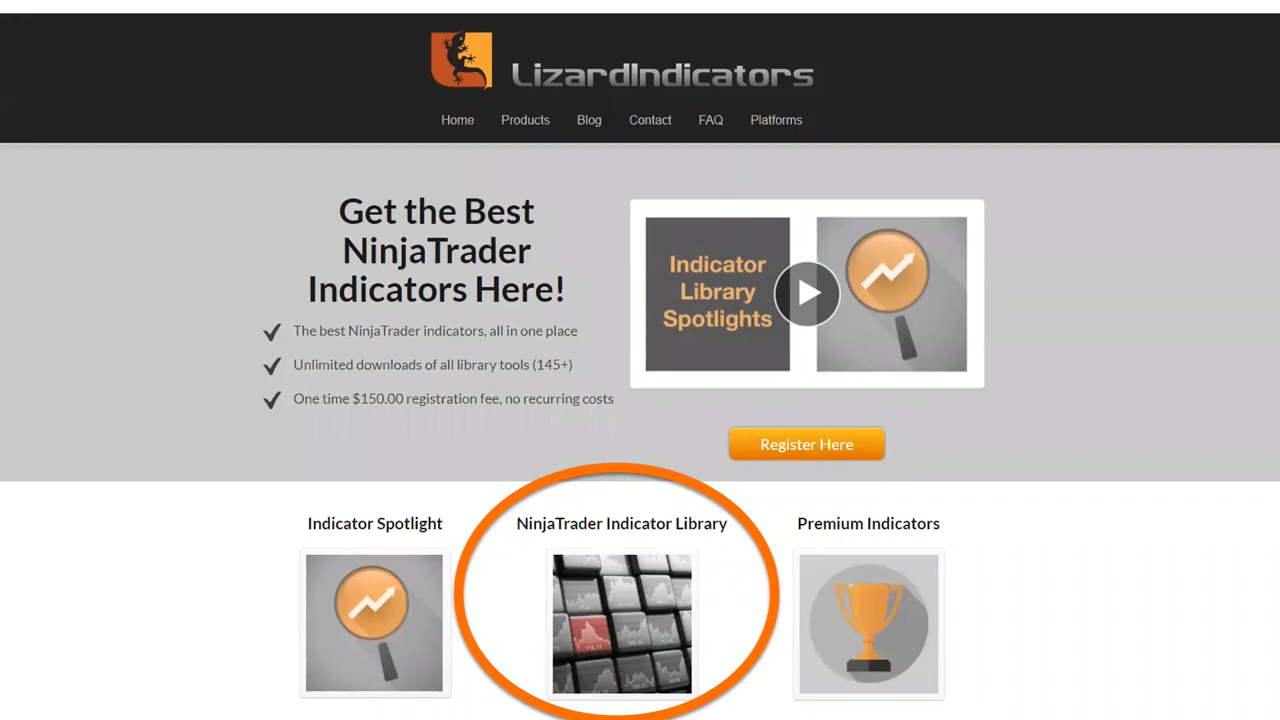 LizardIndicators
Home Products Blog Contact FAQ Platforms
Get the Best
NinjaTrader
Indicators Here!
The best NinjaTrader indicators, all in one place
Unlimited downloads of all library tools (145+)
One time $150.00 registration fee, no recurring costs
Indicator
Library
Spotlights
Register Here
Indicator Spotlight
NinjaTrader Indicator Library
Premium Indicators